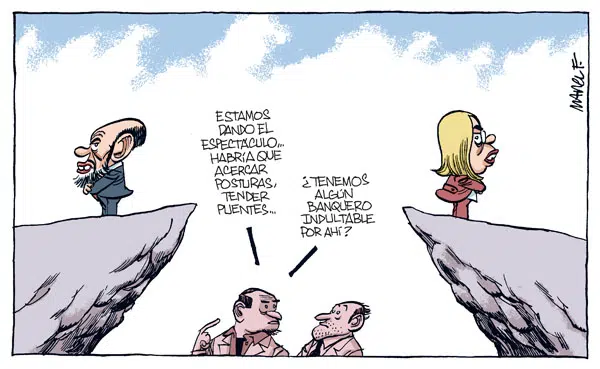 ESTAMOS
DANDO EL
ESPECTÁCULO...
HABRÍA QUE
ACERCAR
POSTURAS,
TENDER
PUENTES...
¿TENEMOS
ALGÚN
BANQUERO
INDULTABLE
POR AHÍ?
MANEL F.